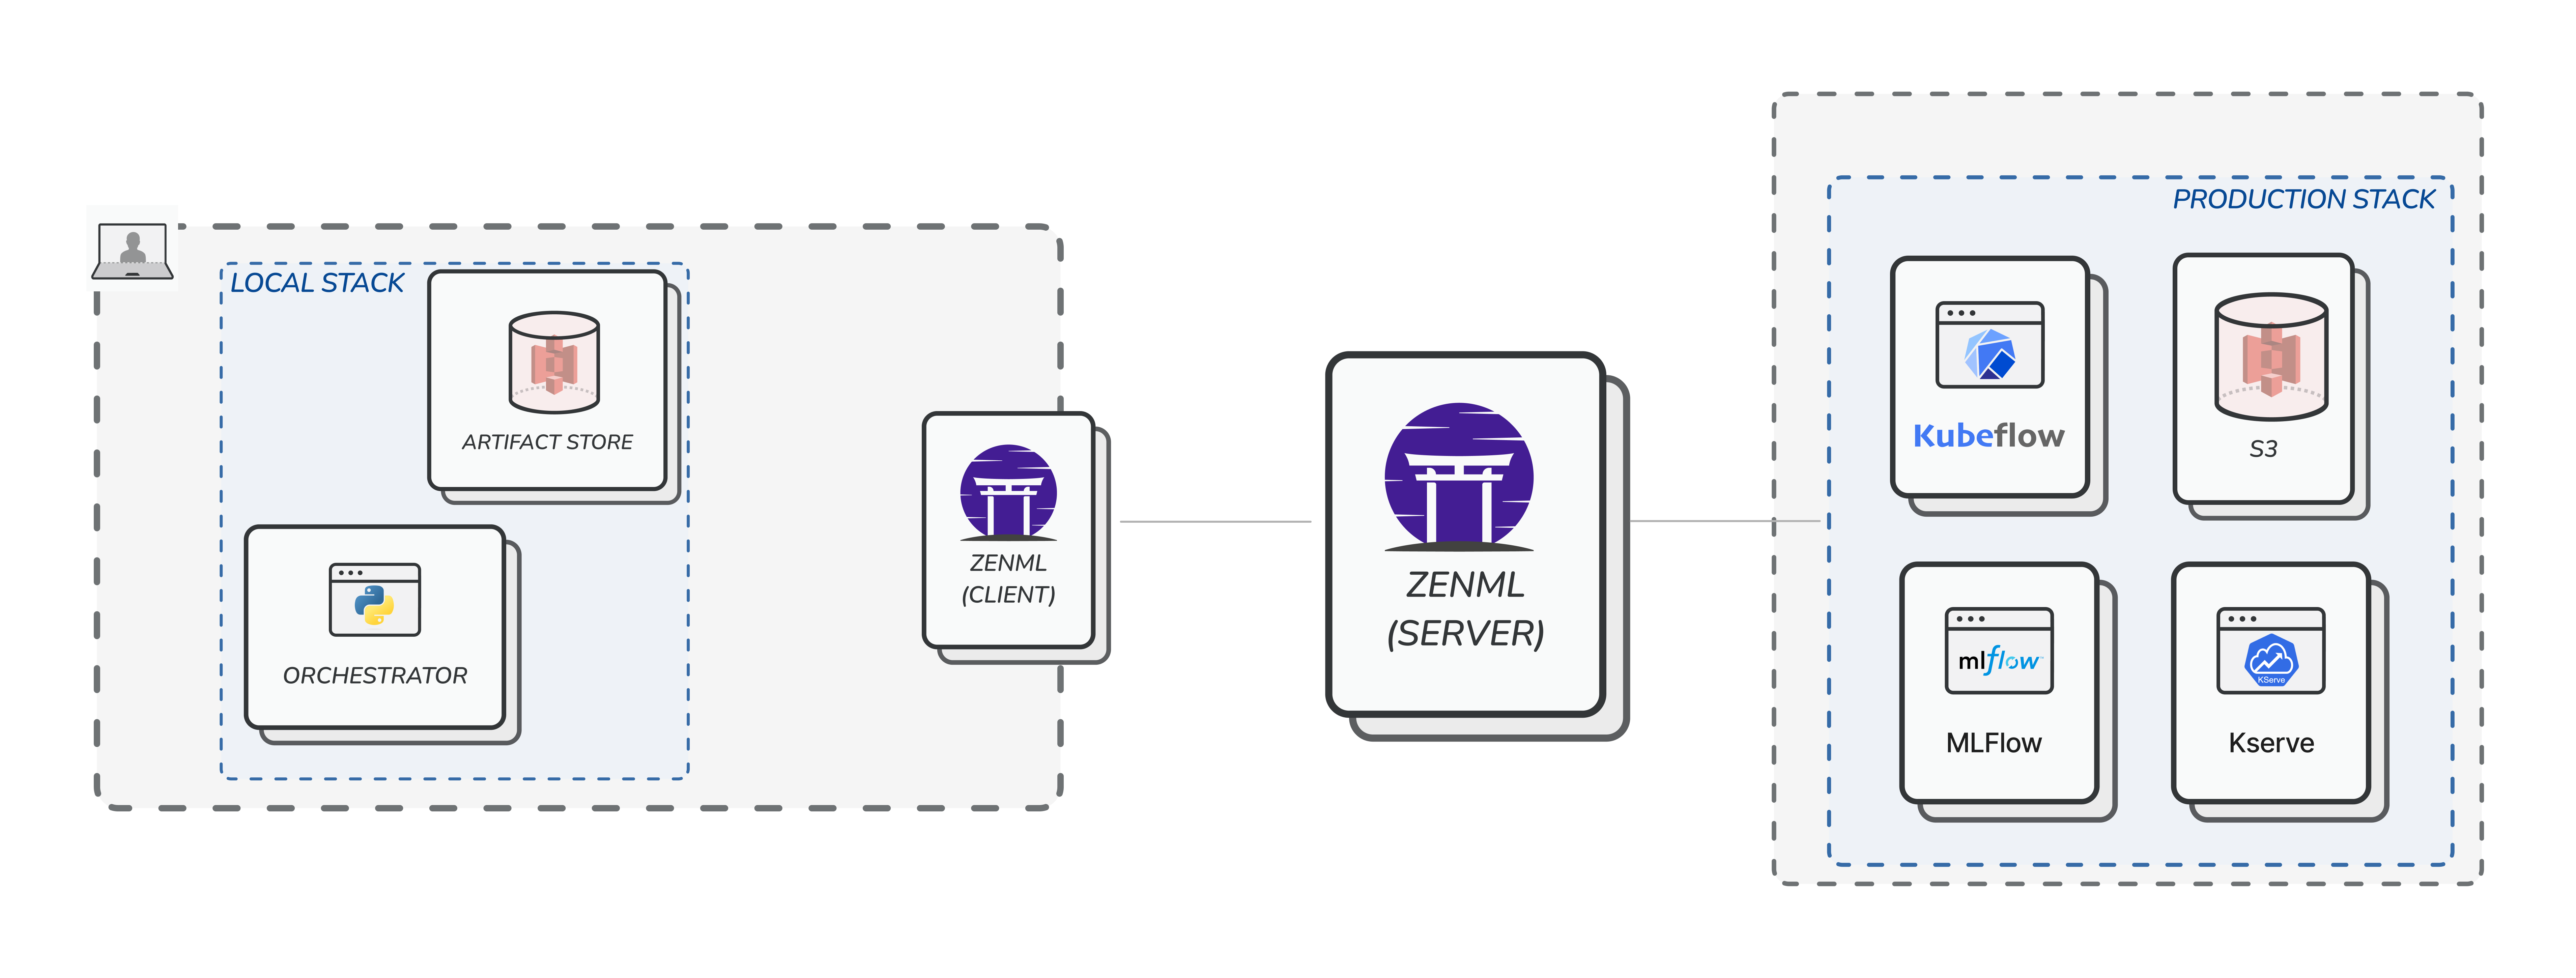 LOCAL STACK
ARTIFACT STORE
ORCHESTRATOR
ZENML
(CLIENT)
ZENML
(SERVER)
PRODUCTION STACK
Kubeflow
S3
mlflow
MLFlow
KServe
Kserve